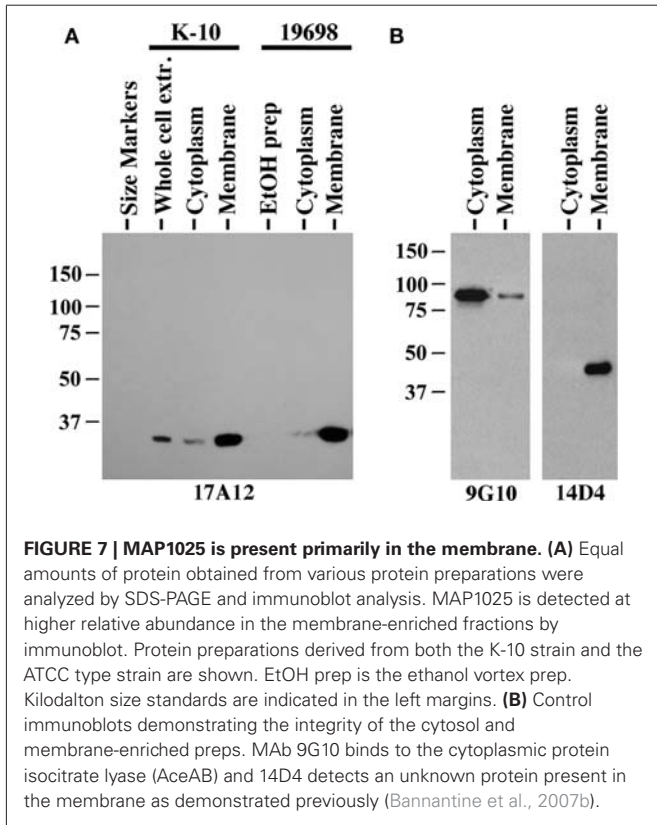 A
K-10
19698
B
Size Markers
Whole cell extr.
Cytoplasm
Membrane
EtOH prep
Cytoplasm
Membrane
Cytoplasm
Membrane
Cytoplasm
Membrane
150
100
75
50
37
17A12
150
100
75
50
37
9G10
14D4
FIGURE 7 | MAP1025 is present primarily in the membrane. (A) Equal
amounts of protein obtained from various protein preparations were
analyzed by SDS-PAGE and immunoblot analysis. MAP1025 is detected at
higher relative abundance in the membrane-enriched fractions by
immunoblot. Protein preparations derived from both the K-10 strain and the
ATCC type strain are shown. EtOH prep is the ethanol vortex prep.
Kilodalton size standards are indicated in the left margins. (B) Control
immunoblots demonstrating the integrity of the cytosol and
membrane-enriched preps. MAb 9G10 binds to the cytoplasmic protein
isocitrate lyase (AceAB) and 14D4 detects an unknown protein present in
the membrane as demonstrated previously (Bannantine et al., 2007b).